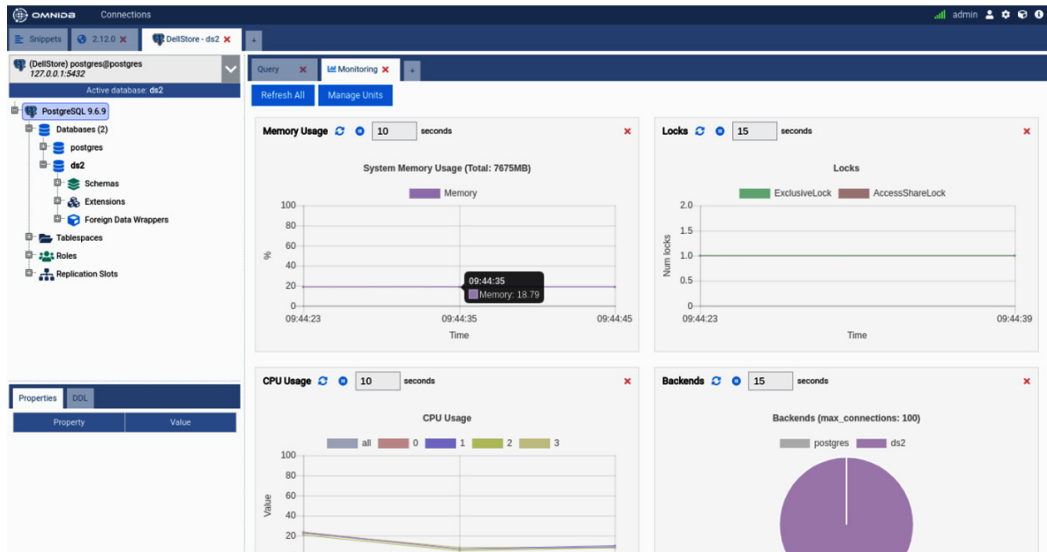 OMNIDB Connections admin
Snippets 2.12.0 DellStore - ds2 +
(DellStore) postgres@postgres
127.0.0.1:5432
Active database: ds2
PostgreSQL 9.6.9
Databases (2)
postgres
ds2
Schemas
Extensions
Foreign Data Wrappers
Tablespaces
Roles
Replication Slots
Properties DDL
Property Value
Query Monitoring +
Refresh All Manage Units
Memory Usage 10 seconds
System Memory Usage (Total: 7675MB)
Memory
100
80
60
40
20
0
%
09:44:35
Memory: 18.79
09:44:23 09:44:35 09:44:45
Time
Locks 15 seconds
Locks
ExclusiveLock AccessShareLock
2.0
1.5
1.0
0.5
0
Num locks
09:44:23 09:44:39
Time
CPU Usage 10 seconds
CPU Usage
all 0 1 2 3
100
80
60
40
20
Value
Backends 15 seconds
Backends (max_connections: 100)
postgres ds2